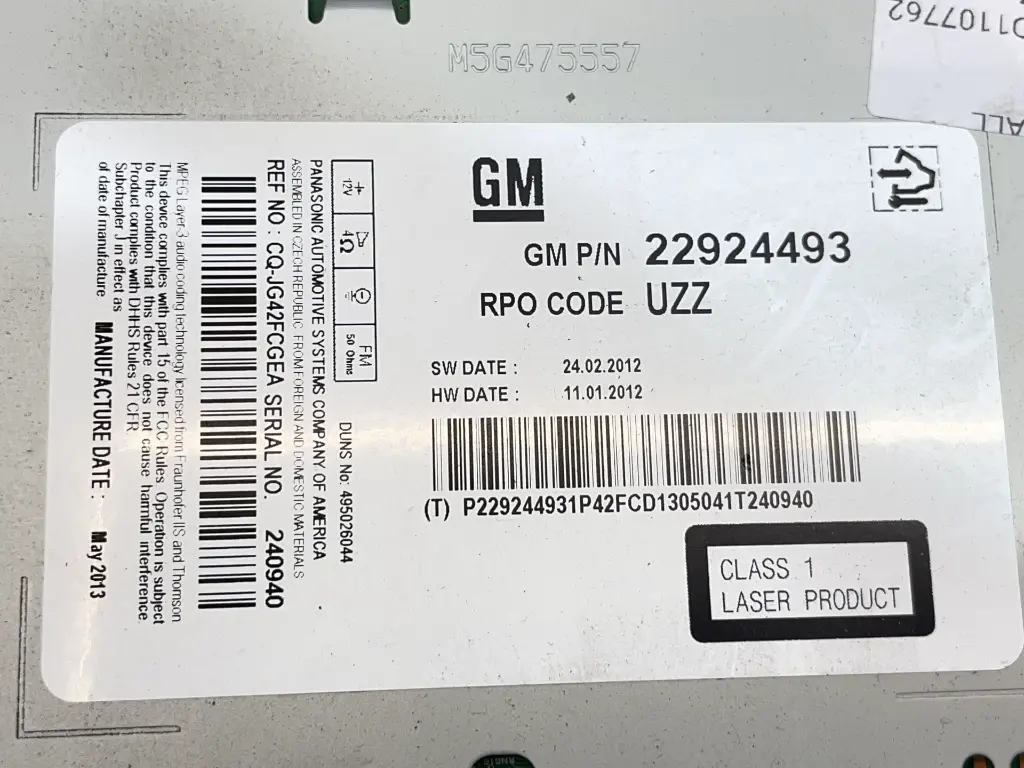 M5G475557
D11107762
ALL
GM
GM P/N 22924493
RPO CODE UZZ
SW DATE : 24.02.2012
HW DATE : 11.01.2012
(T) P229244931P42FCD1305041T240940
CLASS 1
LASER PRODUCT
+ 12V
4Ω
FM
50 Ohms
DUNS No: 495026044
PANASONIC AUTOMOTIVE SYSTEMS COMPANY OF AMERICA
ASSEMBLED IN CZECH REPUBLIC FROM FOREIGN AND DOMESTIC MATERIALS
REF NO : CQ-JG42FCGEA SERIAL NO. 240940
MPEG Layer-3 audio coding technology licensed from Fraunhofer IIS and Thomson
This device complies with part 15 of the FCC Rules Operation is subject
to the condition that this device does not cause harmful interference
Product complies with DHHS Rules 21 CFR
Subchapter J in effect as
of date of manufacture MANUFACTURE DATE : May 2013